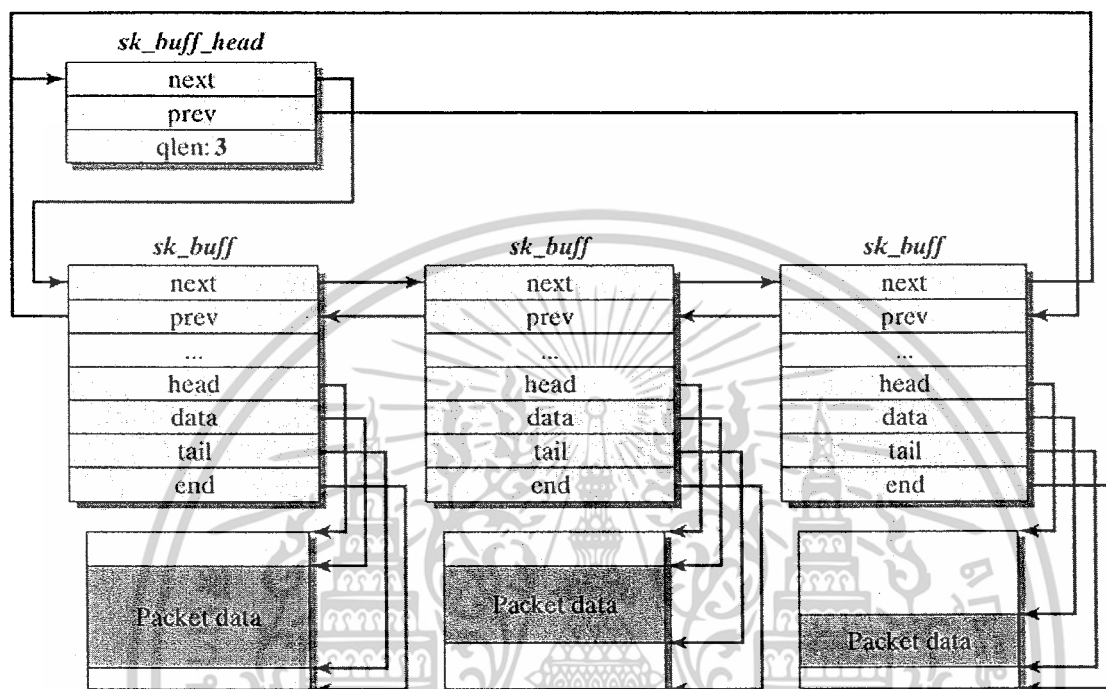 sk_buff_head
next
prev
qlen: 3
sk_buff
next
prev
...
head
data
tail
end
Packet data
sk_buff
next
prev
...
head
data
tail
end
Packet data
sk_buff
next
prev
...
head
data
tail
end
Packet data